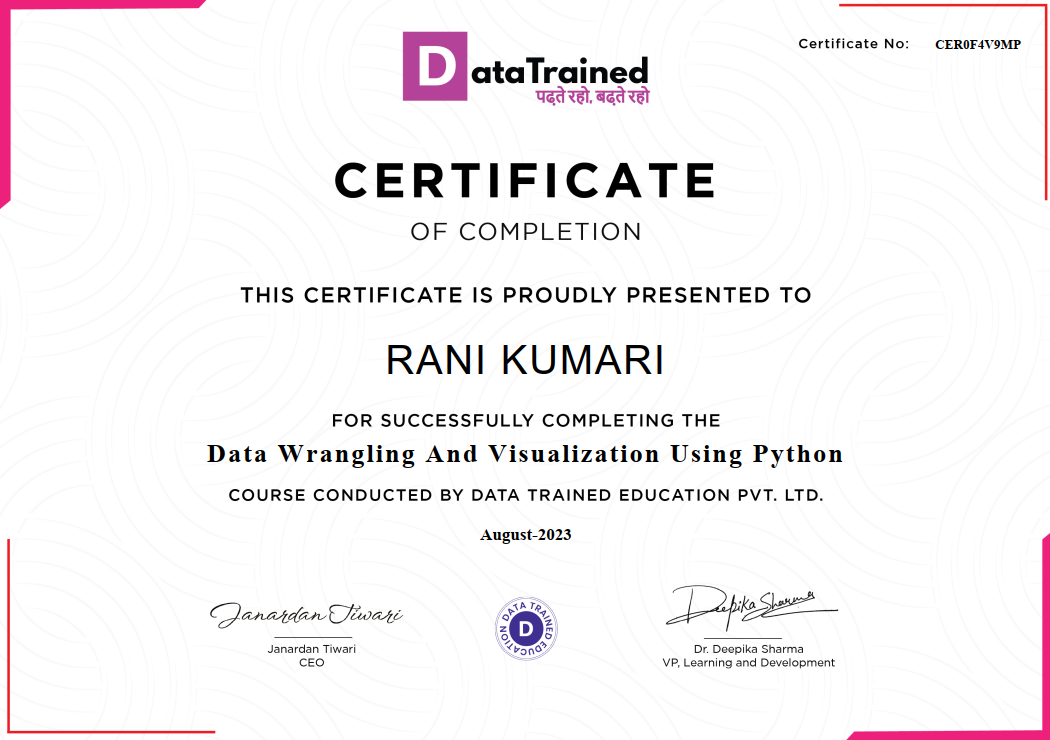 Certificate No: CER0F4V9MP
DataTrained
पढ़ते रहो, बढ़ते रहो
CERTIFICATE
OF COMPLETION
THIS CERTIFICATE IS PROUDLY PRESENTED TO
RANI KUMARI
FOR SUCCESSFULLY COMPLETING THE
Data Wrangling And Visualization Using Python
COURSE CONDUCTED BY DATA TRAINED EDUCATION PVT. LTD.
August-2023
Janardan Tiwari
Janardan Tiwari
CEO
DATA TRAINED EDUCATION
D
Deepika Sharma
Dr. Deepika Sharma
VP, Learning and Development